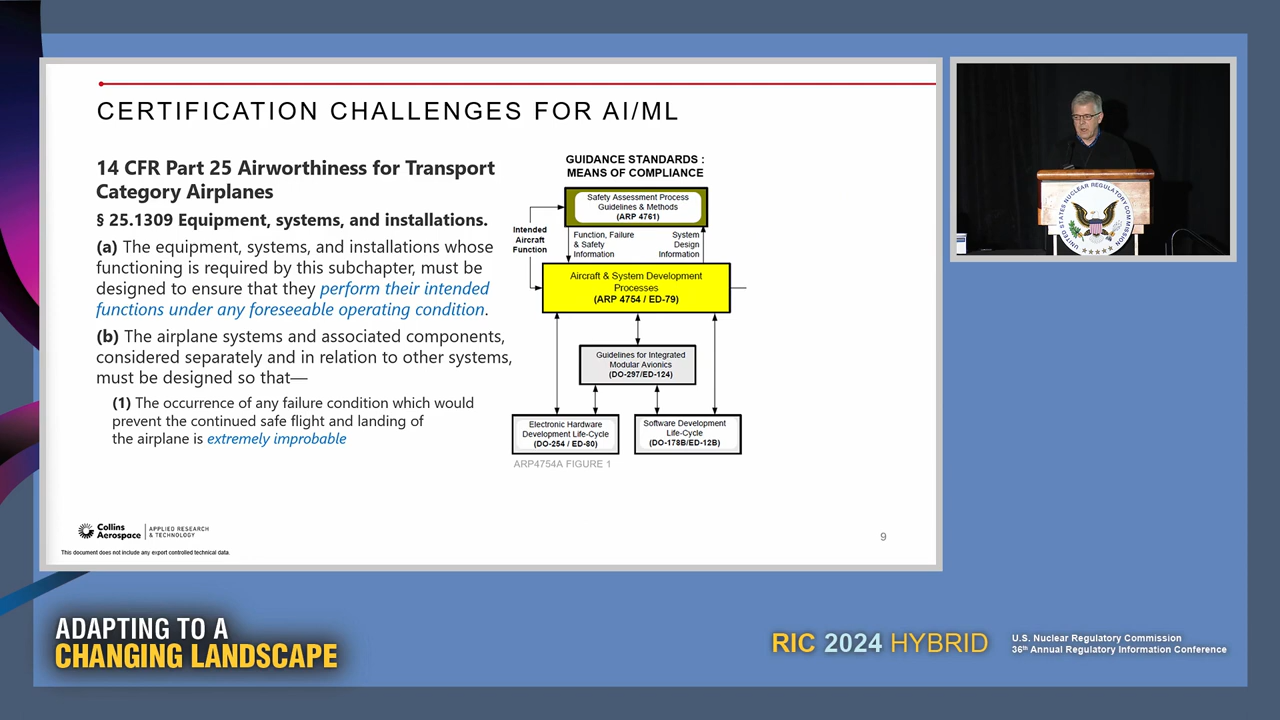 CERTIFICATION CHALLENGES FOR AI/ML
14 CFR Part 25 Airworthiness for Transport
Category Airplanes
§ 25.1309 Equipment, systems, and installations.
(a) The equipment, systems, and installations whose
functioning is required by this subchapter, must be
designed to ensure that they perform their intended
functions under any foreseeable operating condition.
(b) The airplane systems and associated components,
considered separately and in relation to other systems,
must be designed so that—
(1) The occurrence of any failure condition which would
prevent the continued safe flight and landing of
the airplane is extremely improbable
GUIDANCE STANDARDS :
MEANS OF COMPLIANCE
Safety Assessment Process
Guidelines & Methods
(ARP 4761)
Intended
Aircraft
Function
Function, Failure
& Safety
Information
System
Design
Information
Aircraft & System Development
Processes
(ARP 4754 / ED-79)
Guidelines for Integrated
Modular Avionics
(DO-297/ED-124)
Electronic Hardware
Development Life-Cycle
(DO-254 / ED-80)
Software Development
Life-Cycle
(DO-178B/ED-12B)
ARP4754A FIGURE 1
Collins
Aerospace
APPLIED RESEARCH
& TECHNOLOGY
This document does not include any export controlled technical data.
9
UNITED STATES NUCLEAR REGULATORY COMMISSION
ADAPTING TO A
CHANGING LANDSCAPE
RIC 2024 HYBRID
U.S. Nuclear Regulatory Commission
36th Annual Regulatory Information Conference